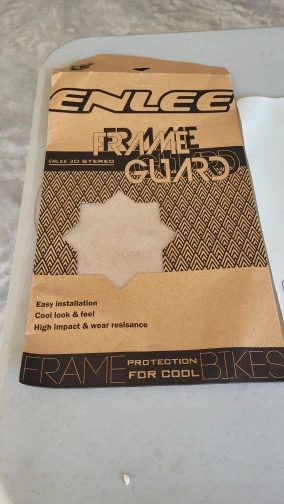 ENLEE
FRAME
ENLEE 3D STEREO
GUARD
Easy installation
Cool look & feel
High impact & wear resisance
FRAME PROTECTION FOR COOL BIKES